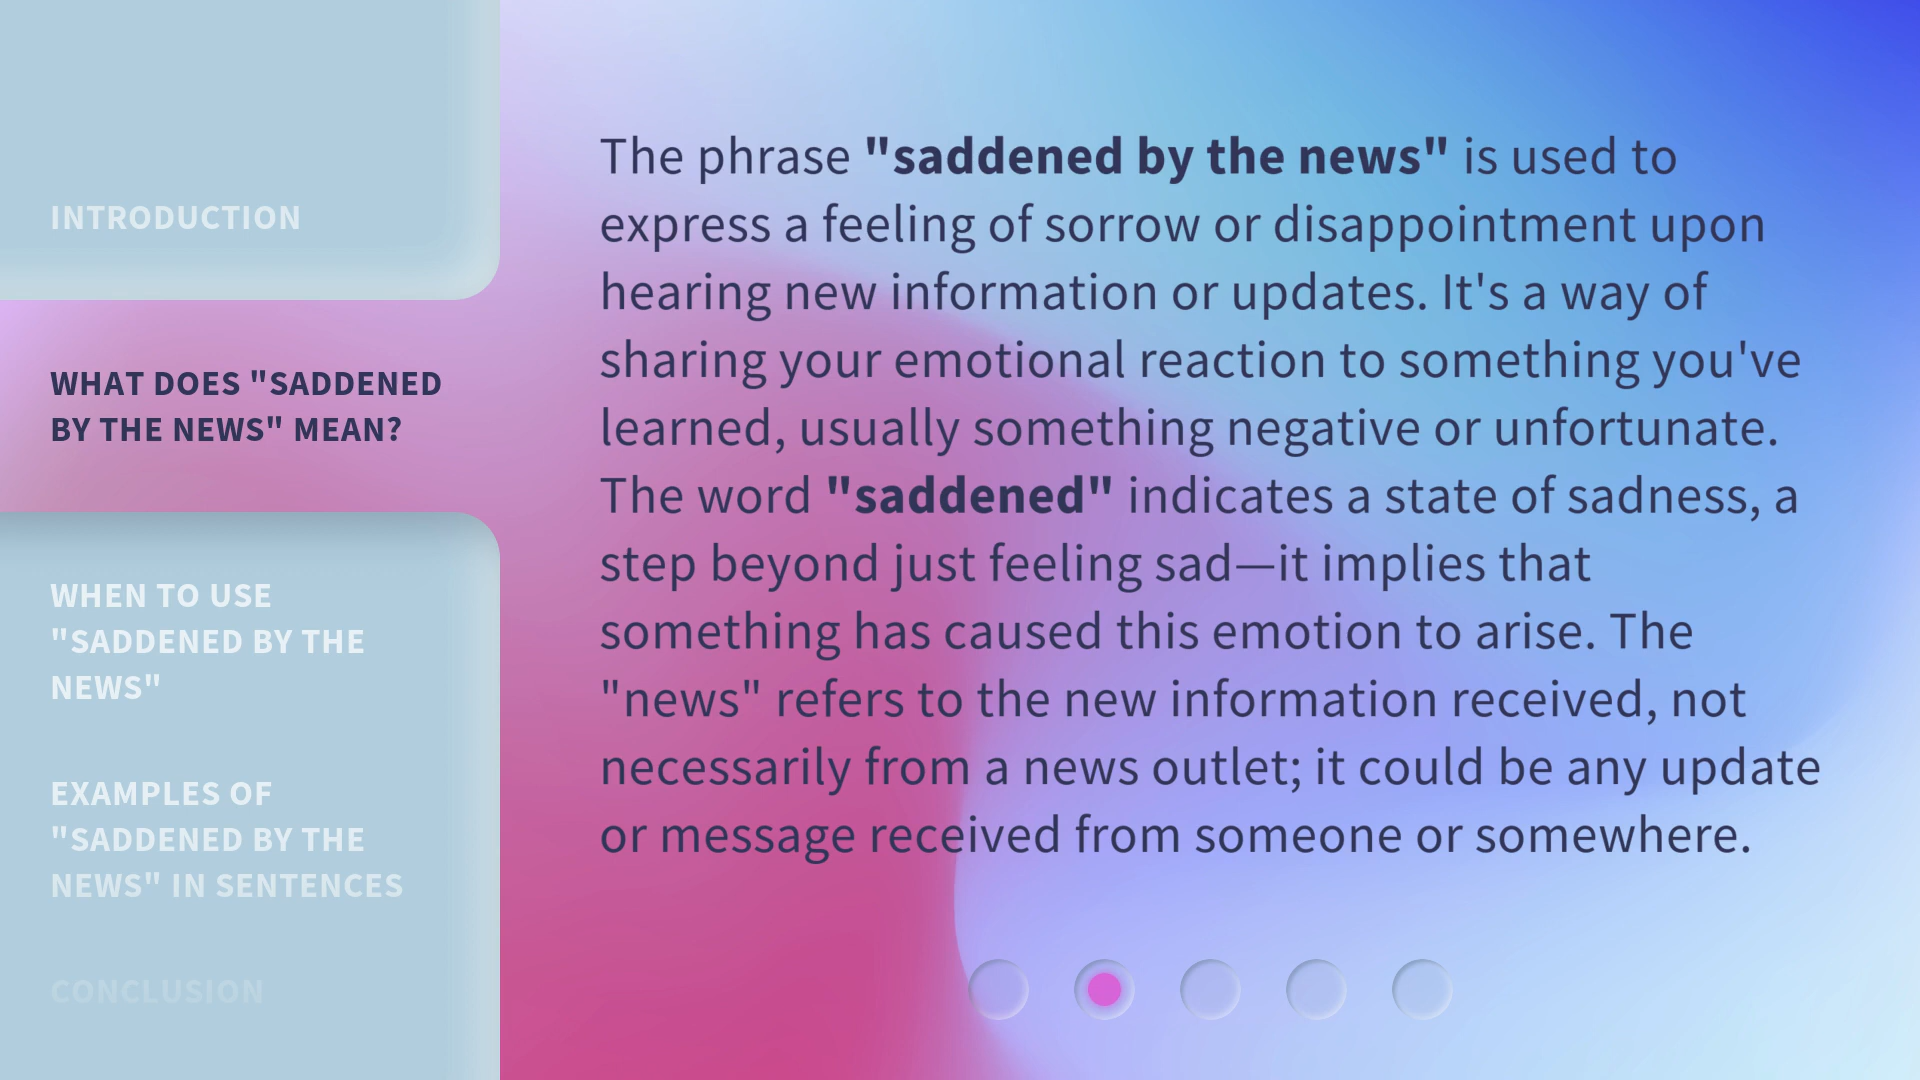 INTRODUCTION
WHAT DOES "SADDENED
BY THE NEWS" MEAN?
WHEN TO USE
"SADDENED BY THE
NEWS"
EXAMPLES OF
"SADDENED BY THE
NEWS" IN SENTENCES
CONCLUSION
The phrase "saddened by the news" is used to
express a feeling of sorrow or disappointment upon
hearing new information or updates. It's a way of
sharing your emotional reaction to something you've
learned, usually something negative or unfortunate.
The word "saddened" indicates a state of sadness, a
step beyond just feeling sad—it implies that
something has caused this emotion to arise. The
"news" refers to the new information received, not
necessarily from a news outlet; it could be any update
or message received from someone or somewhere.